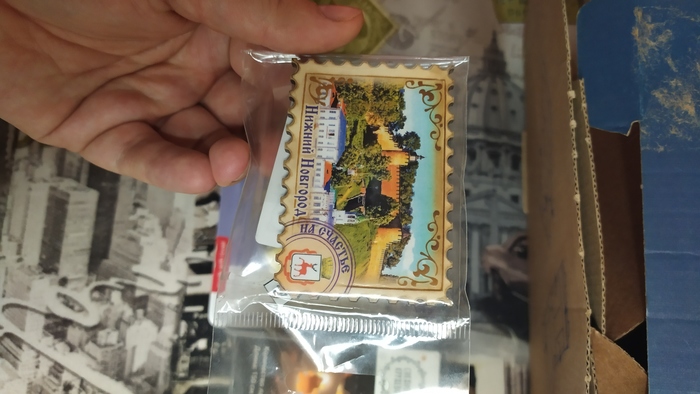 Нижний Новгород
на счастье